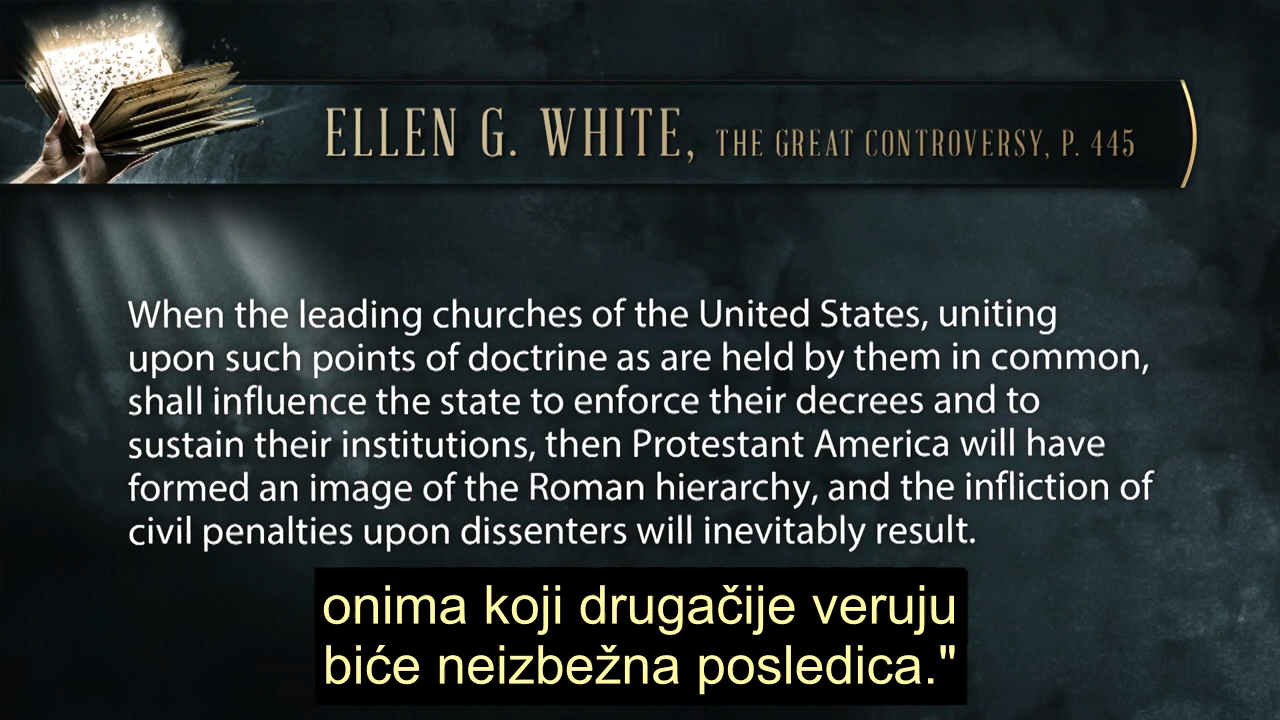 ELLEN G. WHITE, THE GREAT CONTROVERSY, P. 445
When the leading churches of the United States, uniting
upon such points of doctrine as are held by them in common,
shall influence the state to enforce their decrees and to
sustain their institutions, then Protestant America will have
formed an image of the Roman hierarchy, and the infliction of
civil penalties upon dissenters will inevitably result.
onima koji drugačije veruju
biće neizbežna posledica."